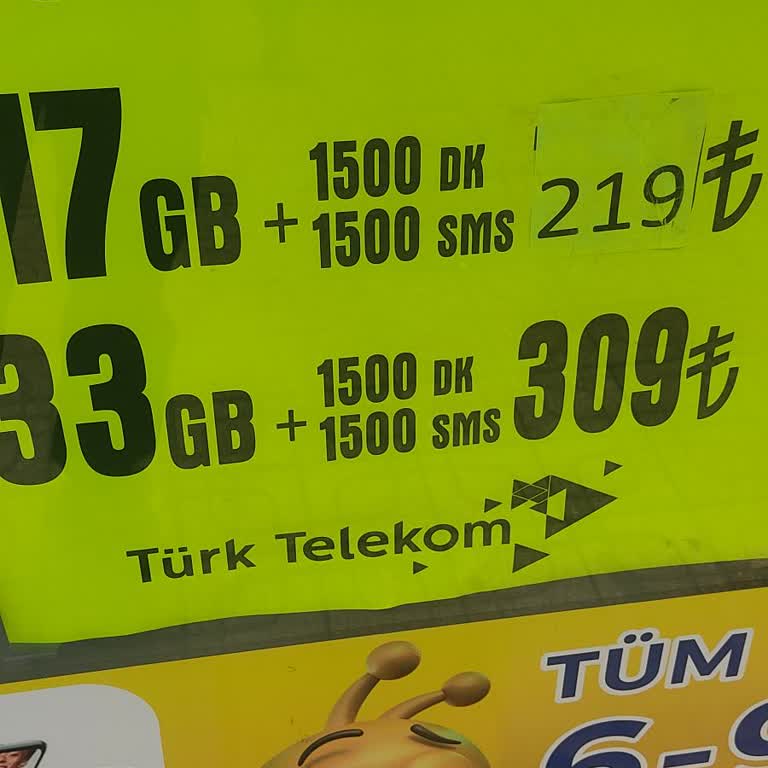 17 GB + 1500 DK 1500 SMS 219 ₺
33 GB + 1500 DK 1500 SMS 309 ₺
Türk Telekom
TÜM